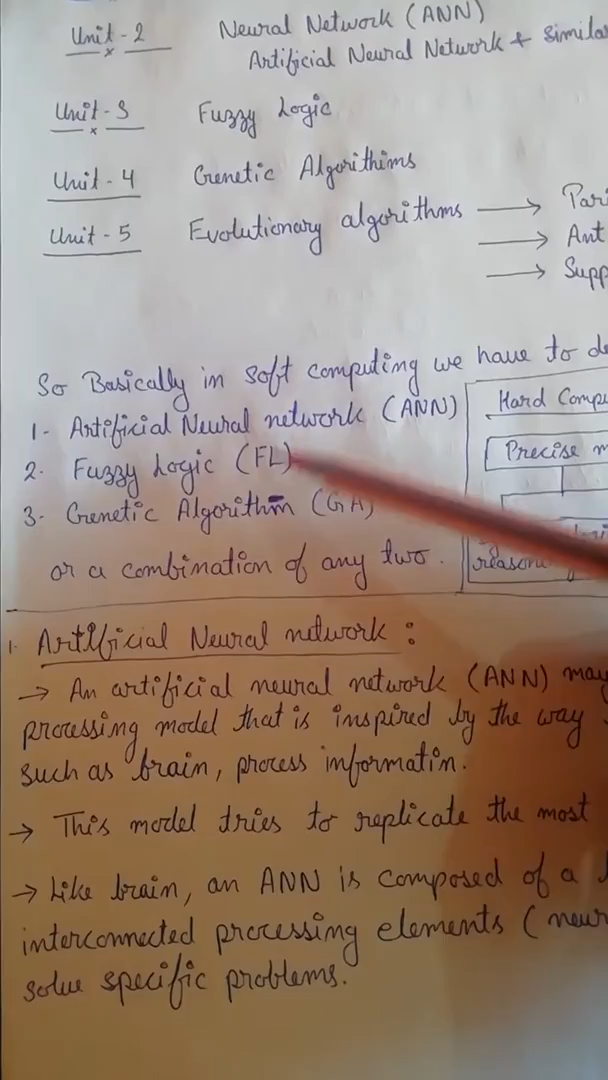 Unit - 2 Neural Network (ANN)
Artificial Neural Network +
Unit - 3 Fuzzy Logic
Unit - 4 Genetic Algorithims
Unit - 5 Evolutionary algorithms → 
→ Ant
→
So Basically in soft computing we have to
1- Artificial Neural network (ANN)
2. Fuzzy Logic (FL)
3. Genetic Algorithm (GA)
or a combination of any two.
Hard
Precise
1. Artificial Neural network :
→ An artificial neural network (ANN) may
processing model that is inspired by the way
such as brain, process informatin.
→ This model tries to replicate the most
→ Like brain, an ANN is composed of a
interconnected processing elements (
solve specific problems.